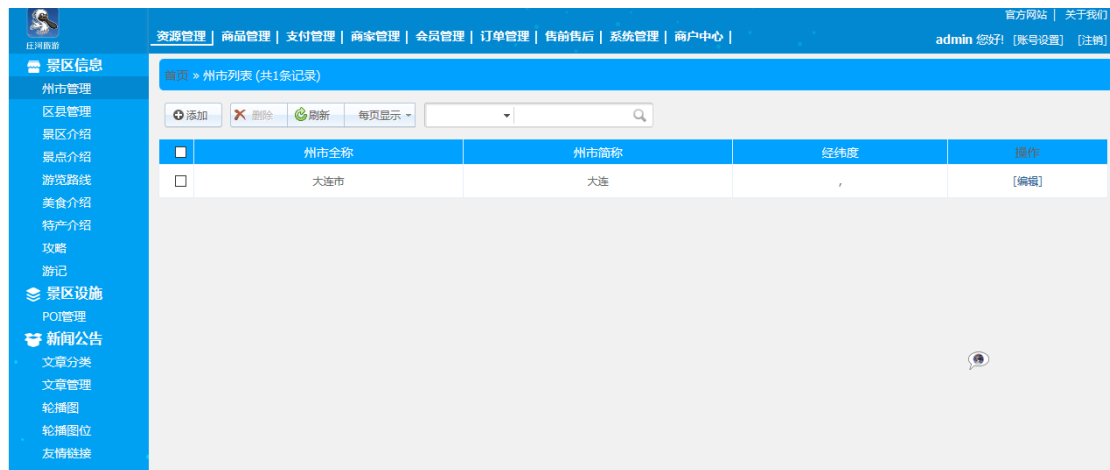 官方网站 | 关于我们
资源管理 | 商品管理 | 支付管理 | 商家管理 | 会员管理 | 订单管理 | 售前售后 | 系统管理 | 商户中心 |
admin 您好! [账号设置] [注销]
庄河旅游
景区信息
州市管理
区县管理
景区介绍
景点介绍
游览路线
美食介绍
特产介绍
攻略
游记
景区设施
POI管理
新闻公告
文章分类
文章管理
轮播图
轮播图位
友情链接
首页 » 州市列表 (共1条记录)
添加 删除 刷新 每页显示
州市全称 州市简称 经纬度 操作
大连市 大连 , [编辑]